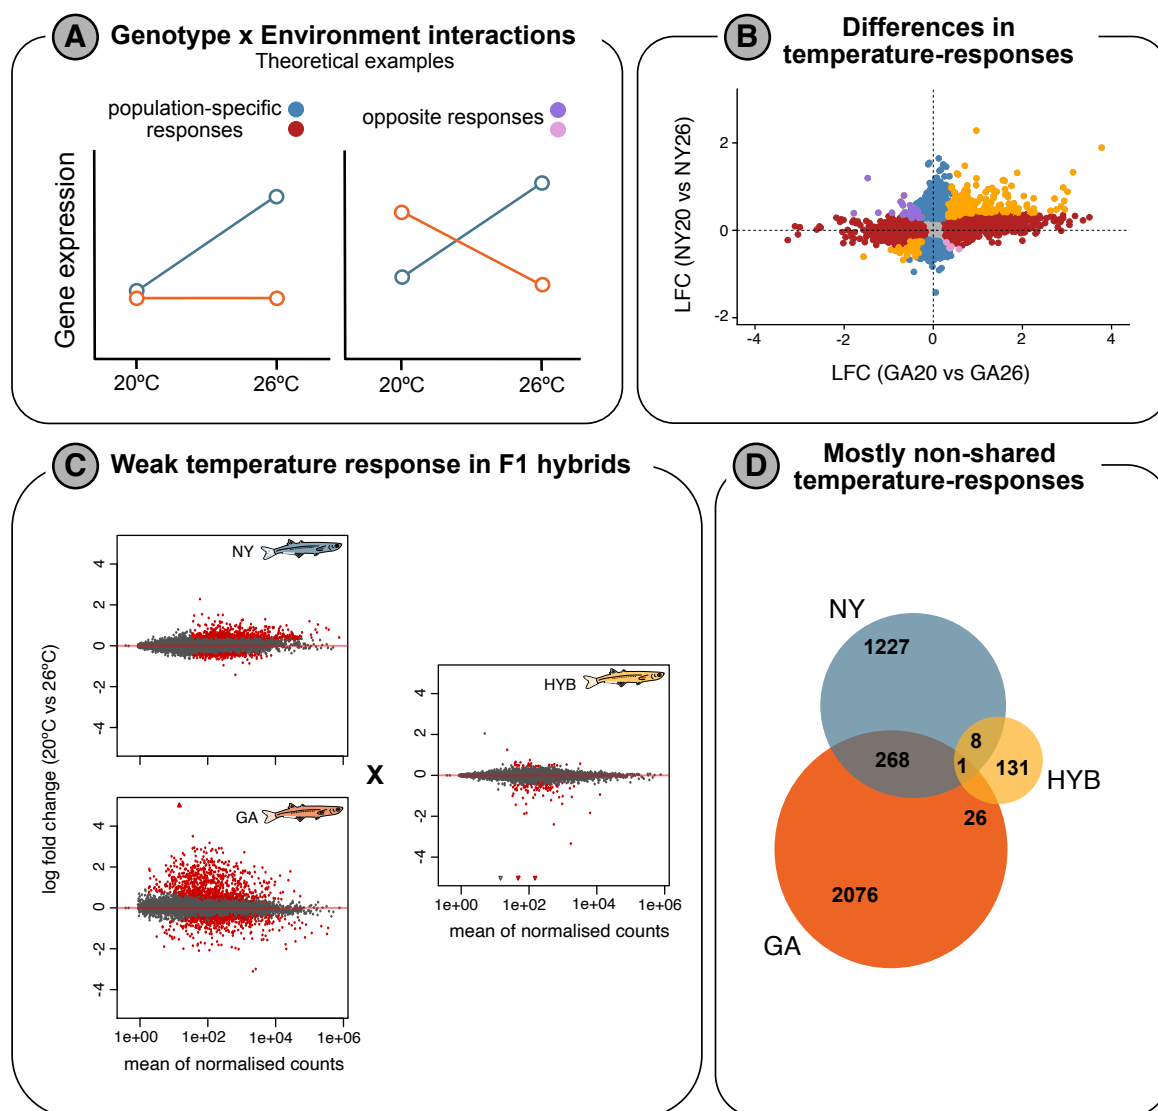 A Genotype x Environment interactions
Theoretical examples
population-specific
responses
opposite responses
Gene expression
20ºC
26ºC
20ºC
26ºC
B Differences in
temperature-responses
LFC (NY20 vs NY26)
2
0
-2
-4
-2
0
2
4
LFC (GA20 vs GA26)
C Weak temperature response in F1 hybrids
log fold change (20ºC vs 26ºC)
NY
4
2
0
-2
-4
GA
4
2
0
-2
-4
1e+00
1e+02
1e+04
1e+06
mean of normalised counts
X
HYB
4
2
0
-2
-4
1e+00
1e+02
1e+04
1e+06
mean of normalised counts
D Mostly non-shared
temperature-responses
NY
1227
8
268
1
131
HYB
26
2076
GA